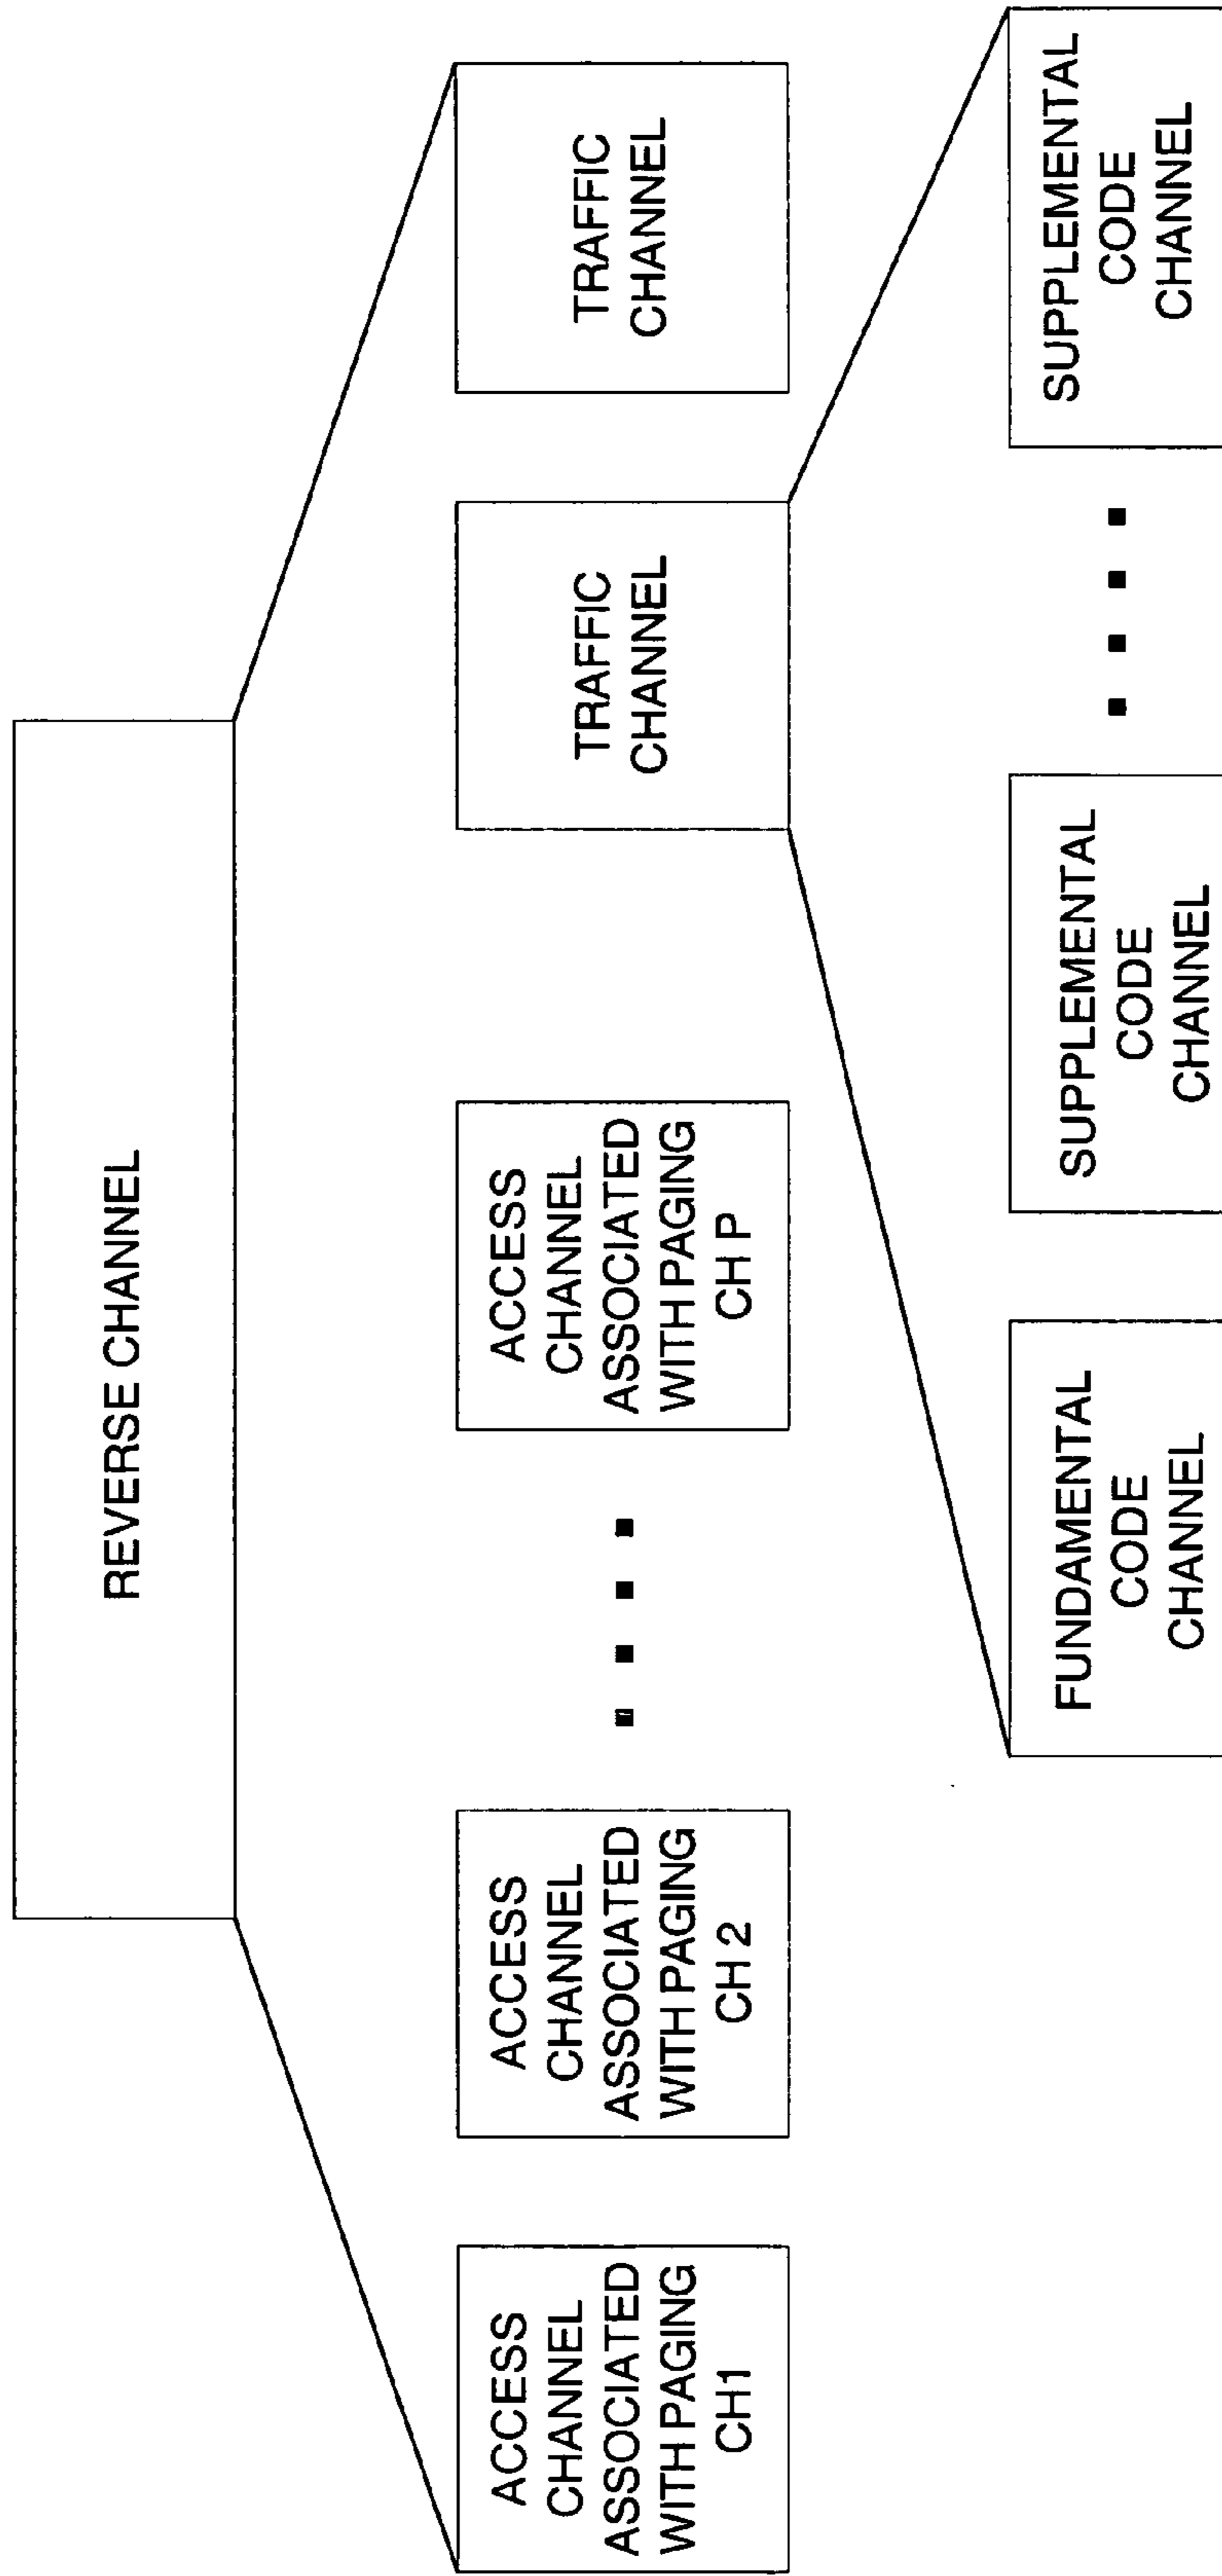 REVERSE CHANNEL
ACCESS
CHANNEL
ASSOCIATED
WITH PAGING
CH1
ACCESS
CHANNEL
ASSOCIATED
WITH PAGING
CH 2
ACCESS
CHANNEL
ASSOCIATED
WITH PAGING
CH P
TRAFFIC
CHANNEL
TRAFFIC
CHANNEL
FUNDAMENTAL
CODE
CHANNEL
SUPPLEMENTAL
CODE
CHANNEL
SUPPLEMENTAL
CODE
CHANNEL